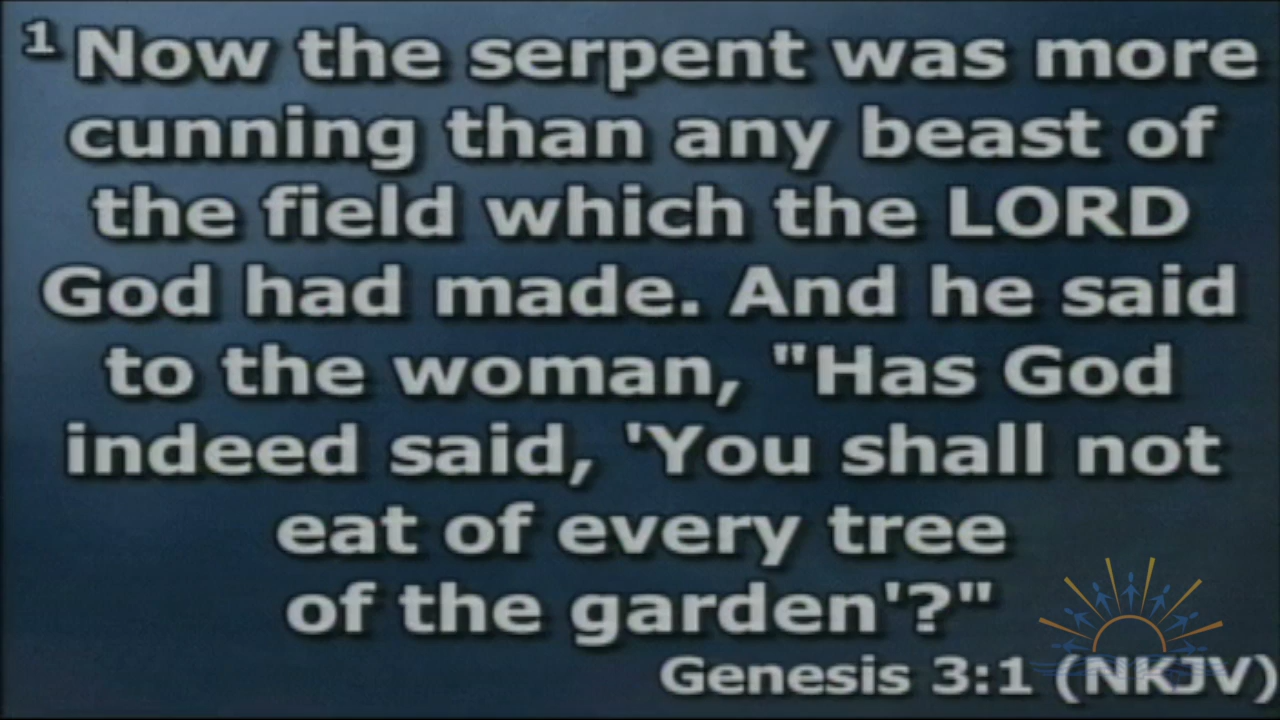 1 Now the serpent was more
cunning than any beast of
the field which the LORD
God had made. And he said
to the woman, "Has God
indeed said, 'You shall not
eat of every tree
of the garden'?"
Genesis 3:1 (NKJV)